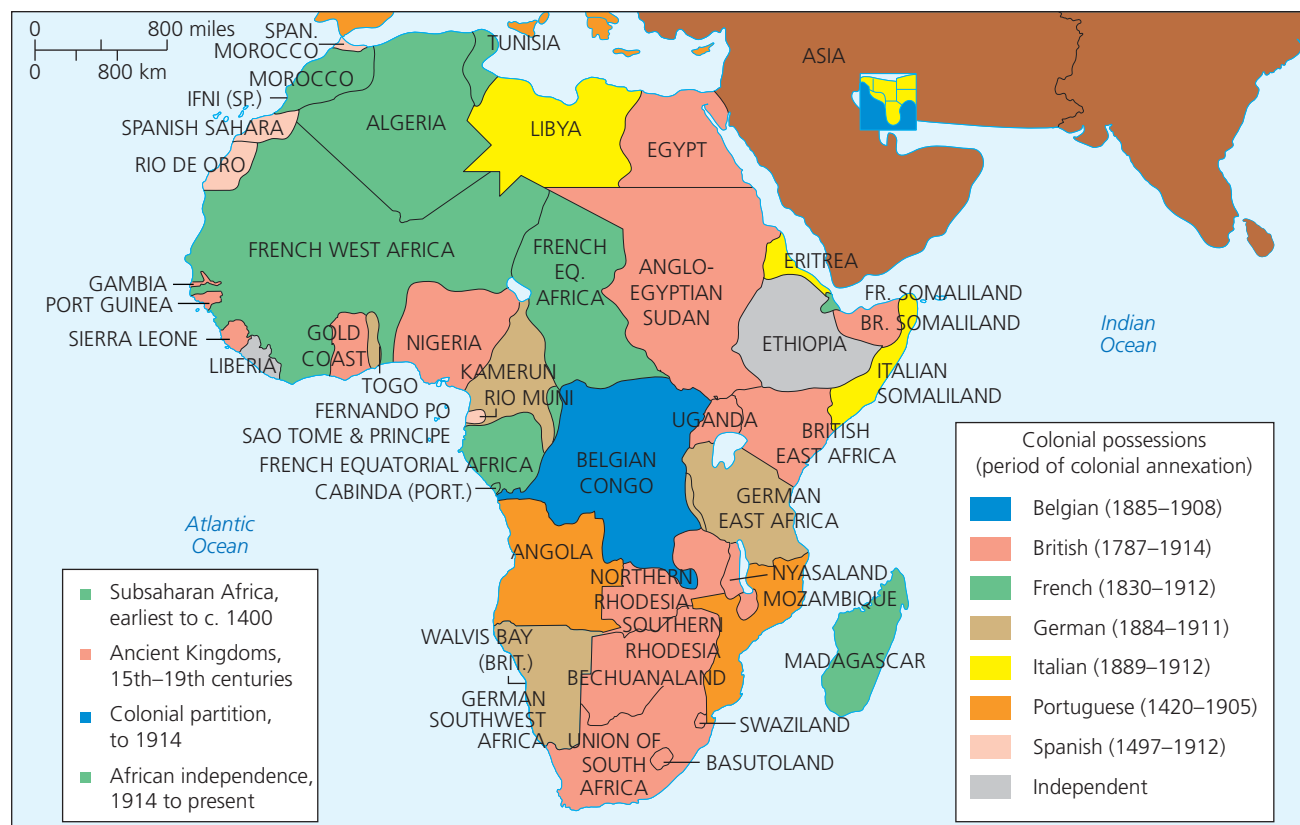 0 800 miles
0 800 km
SPAN.
MOROCCO
TUNISIA
ASIA
MOROCCO
IFNI (SP.)
ALGERIA
LIBYA
EGYPT
SPANISH SAHARA
RIO DE ORO
FRENCH WEST AFRICA
FRENCH
EQ.
AFRICA
ANGLO-
EGYPTIAN
SUDAN
ERITREA
GAMBIA
PORT GUINEA
SIERRA LEONE
LIBERIA
GOLD
COAST
NIGERIA
FR. SOMALILAND
BR. SOMALILAND
ETHIOPIA
ITALIAN
SOMALILAND
Indian
Ocean
TOGO
KAMERUN
RIO MUNI
FERNANDO PO
SAO TOME & PRINCIPE
FRENCH EQUATORIAL AFRICA
CABINDA (PORT.)
UGANDA
BRITISH
EAST AFRICA
BELGIAN
CONGO
GERMAN
EAST AFRICA
Atlantic
Ocean
ANGOLA
NORTHERN
RHODESIA
NYASALAND
MOZAMBIQUE
SOUTHERN
RHODESIA
WALVIS BAY
(BRIT.)
BECHUANALAND
MADAGASCAR
GERMAN
SOUTHWEST
AFRICA
SWAZILAND
UNION OF
SOUTH
AFRICA
BASUTOLAND
Subsaharan Africa,
earliest to c. 1400
Ancient Kingdoms,
15th–19th centuries
Colonial partition,
to 1914
African independence,
1914 to present
Colonial possessions
(period of colonial annexation)
Belgian (1885–1908)
British (1787–1914)
French (1830–1912)
German (1884–1911)
Italian (1889–1912)
Portuguese (1420–1905)
Spanish (1497–1912)
Independent